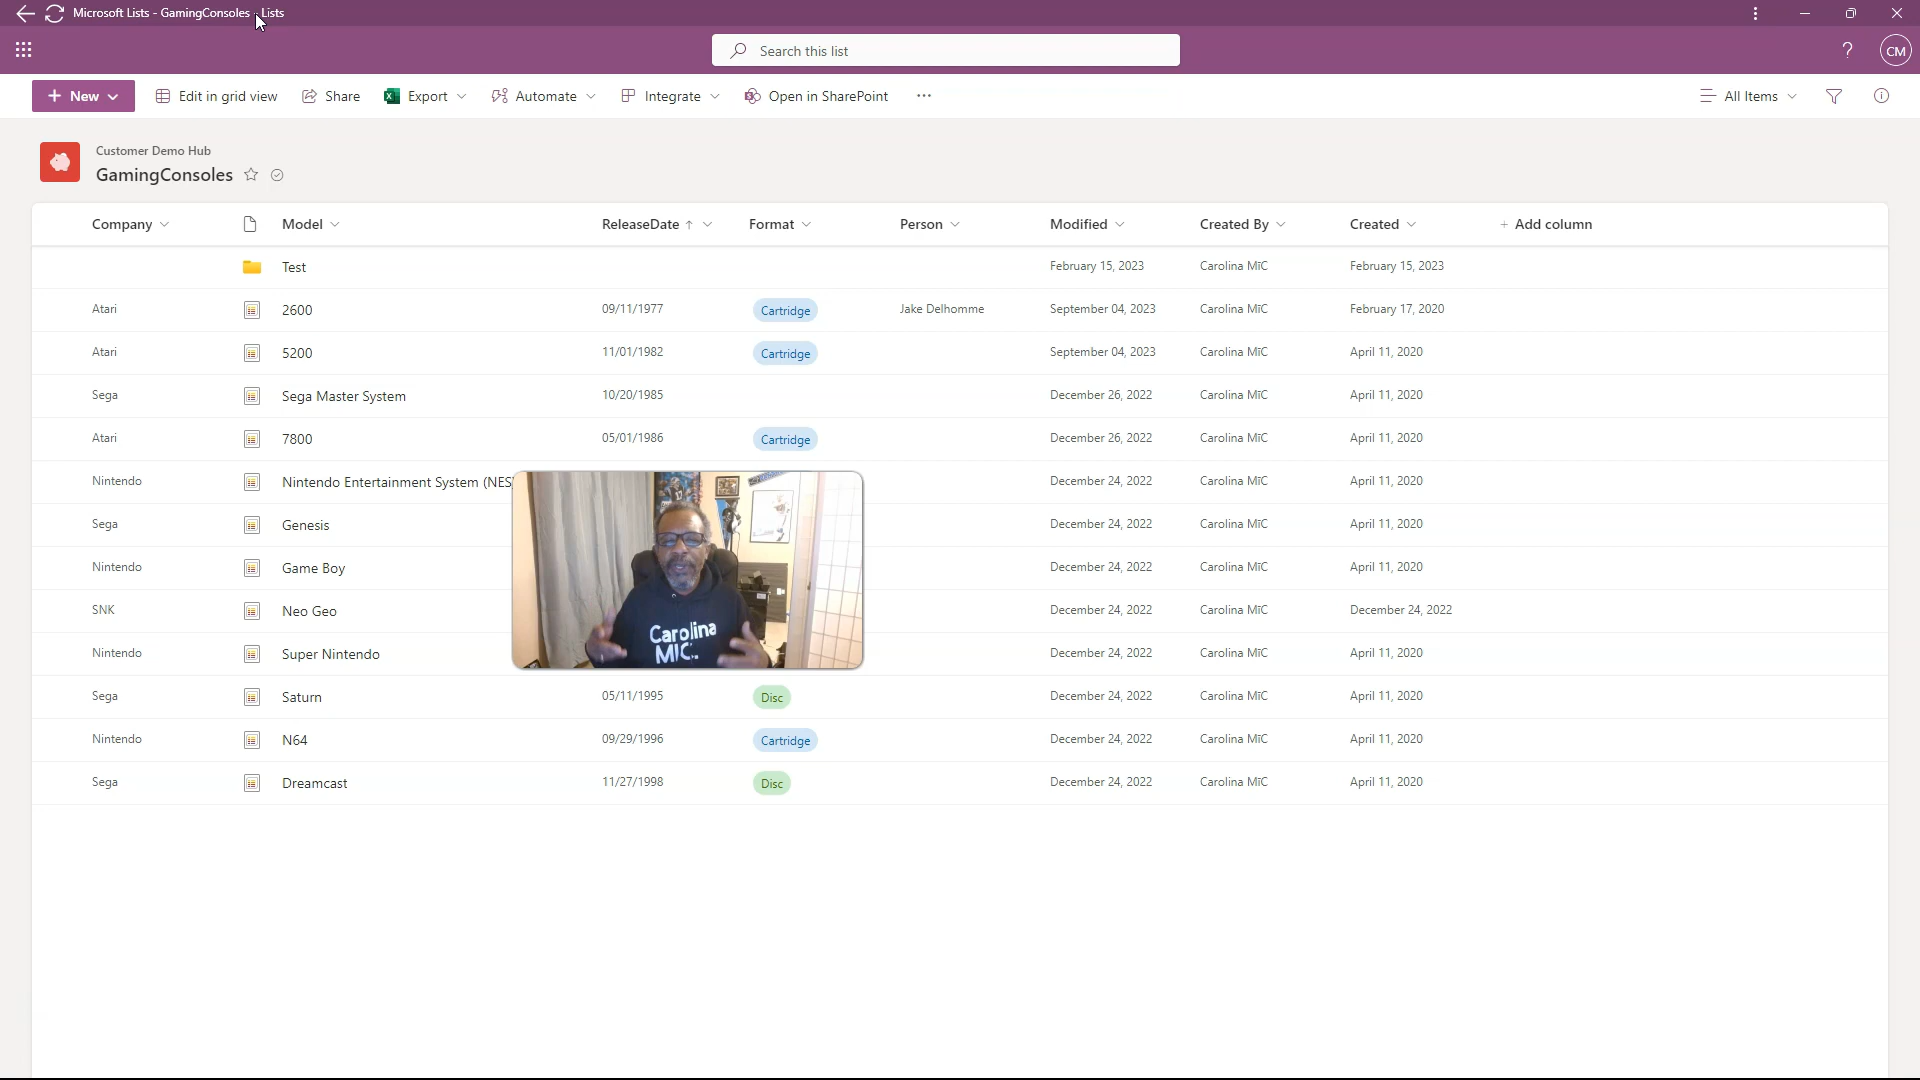 Microsoft Lists - GamingConsoles - Lists
Search this list
? CM
+ New Edit in grid view Share Export Automate Integrate Open in SharePoint ... All Items
Customer Demo Hub
GamingConsoles
Company Model ReleaseDate ↑ Format Person Modified Created By Created + Add column
Test February 15, 2023 Carolina MIC February 15, 2023
Atari 2600 09/11/1977 Cartridge Jake Delhomme September 04, 2023 Carolina MIC February 17, 2020
Atari 5200 11/01/1982 Cartridge September 04, 2023 Carolina MIC April 11, 2020
Sega Sega Master System 10/20/1985 December 26, 2022 Carolina MIC April 11, 2020
Atari 7800 05/01/1986 Cartridge December 26, 2022 Carolina MIC April 11, 2020
Nintendo Nintendo Entertainment System (NES December 24, 2022 Carolina MIC April 11, 2020
Sega Genesis December 24, 2022 Carolina MIC April 11, 2020
Nintendo Game Boy December 24, 2022 Carolina MIC April 11, 2020
SNK Neo Geo December 24, 2022 Carolina MIC December 24, 2022
Carolina
MIC
Nintendo Super Nintendo December 24, 2022 Carolina MIC April 11, 2020
Sega Saturn 05/11/1995 Disc December 24, 2022 Carolina MIC April 11, 2020
Nintendo N64 09/29/1996 Cartridge December 24, 2022 Carolina MIC April 11, 2020
Sega Dreamcast 11/27/1998 Disc December 24, 2022 Carolina MIC April 11, 2020